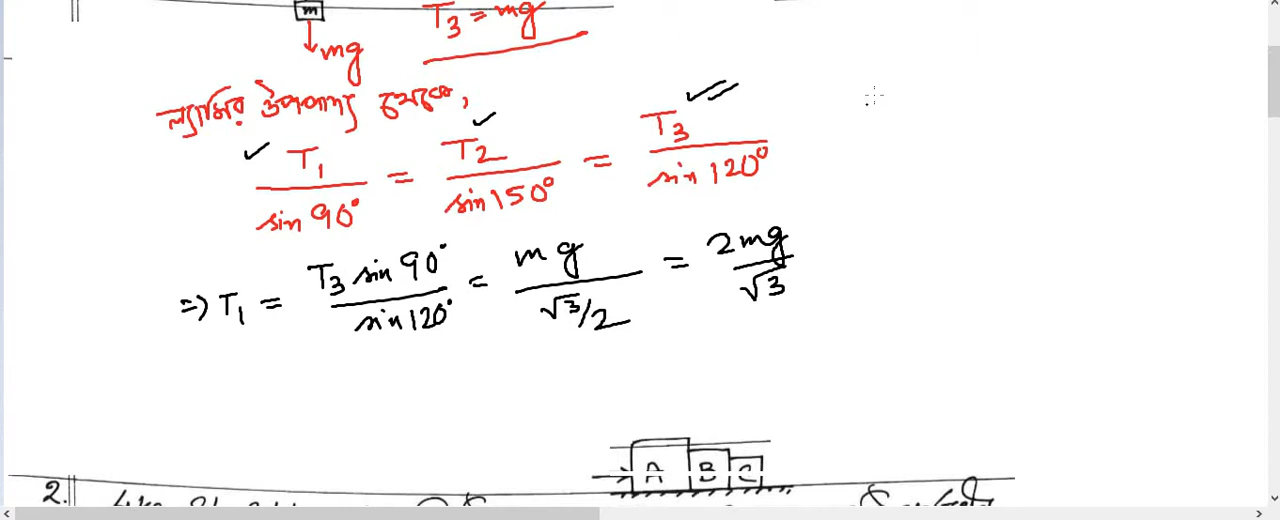 m
T₃ = mg
mg
ল্যামির উপপাদ্য থেকে,
T₁/sin 90° = T₂/sin 150° = T₃/sin 120°
=> T₁ = T₃ sin 90°/sin 120° = mg/√3/2 = 2mg/√3
A B C
2.